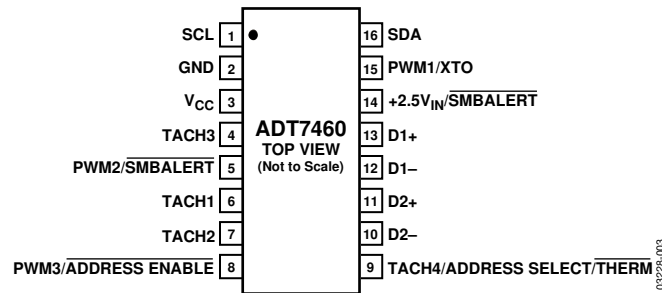 SCL 1
GND 2
VCC 3
TACH3 4
PWM2/SMBALERT 5
TACH1 6
TACH2 7
PWM3/ADDRESS ENABLE 8
ADT7460
TOP VIEW
(Not to Scale)
16 SDA
15 PWM1/XTO
14 +2.5VIN/SMBALERT
13 D1+
12 D1–
11 D2+
10 D2–
9 TACH4/ADDRESS SELECT/THERM
03228-003